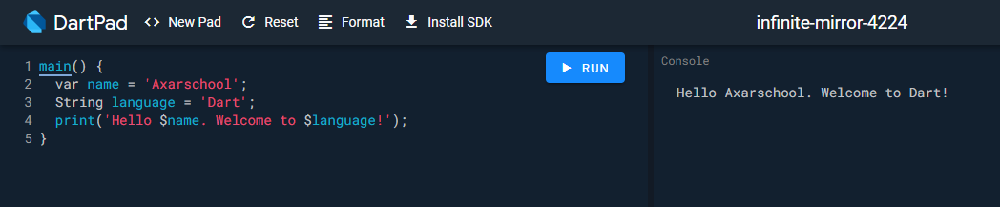 DartPad <> New Pad Reset Format Install SDK infinite-mirror-4224
1 main() {
2   var name = 'Axarschool';
3   String language = 'Dart';
4   print('Hello $name. Welcome to $language!');
5 }
RUN
Console
Hello Axarschool. Welcome to Dart!